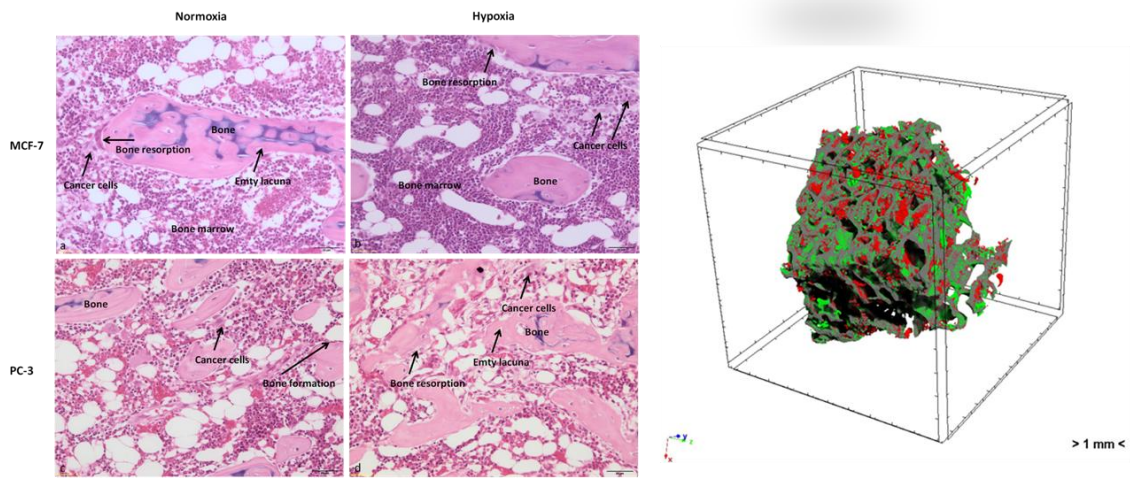 Normoxia
Hypoxia
MCF-7
Bone
Bone resorption
Cancer cells
Emty lacuna
Bone marrow
a
Bone resorption
Cancer cells
Bone marrow
Bone
b
PC-3
Bone
Cancer cells
Bone formation
c
Cancer cells
Bone
Emty lacuna
Bone resorption
d
y
z
x
> 1 mm <